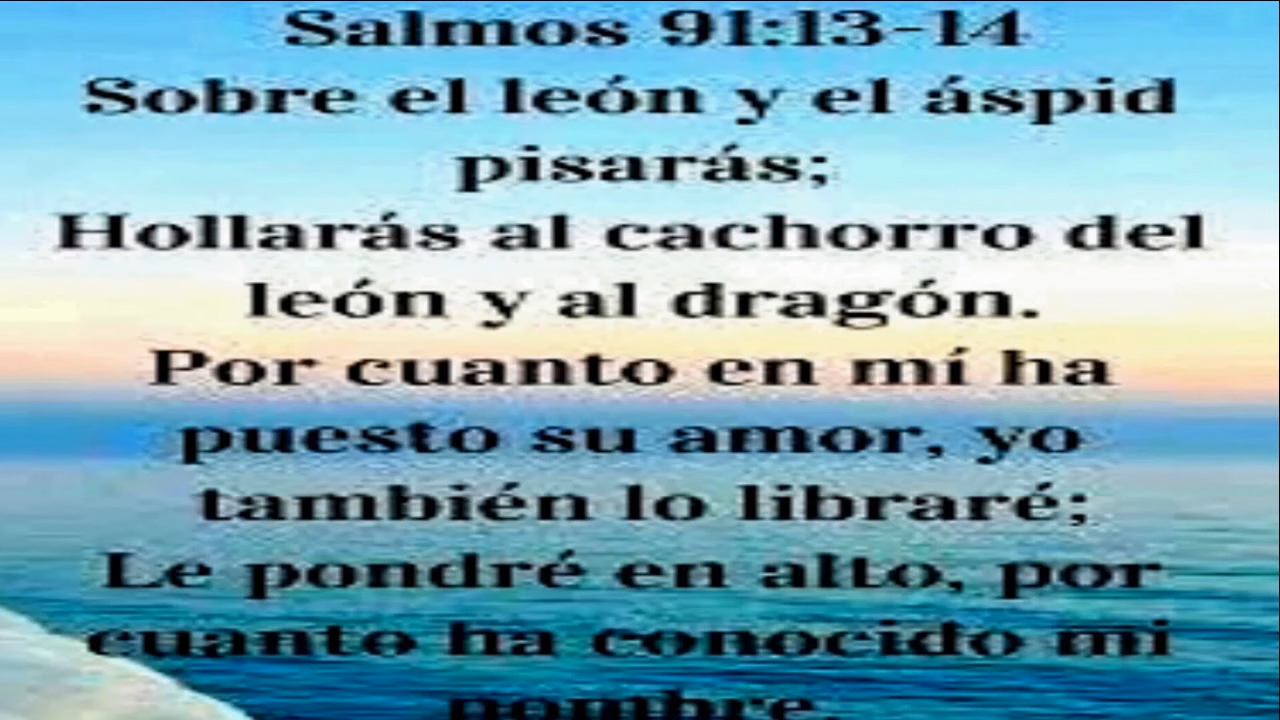 Salmos 91:13-14
Sobre el león y el áspid
pisarás;
Hollarás al cachorro del
león y al dragón.
Por cuanto en mí ha
puesto su amor, yo
también lo libraré;
Le pondré en alto, por
cuanto ha conocido mi
nombre.